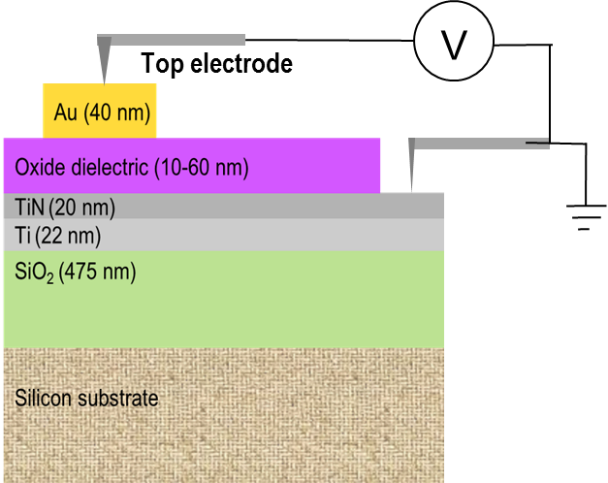 V
Top electrode
Au (40 nm)
Oxide dielectric (10-60 nm)
TiN (20 nm)
Ti (22 nm)
SiO₂ (475 nm)
Silicon substrate